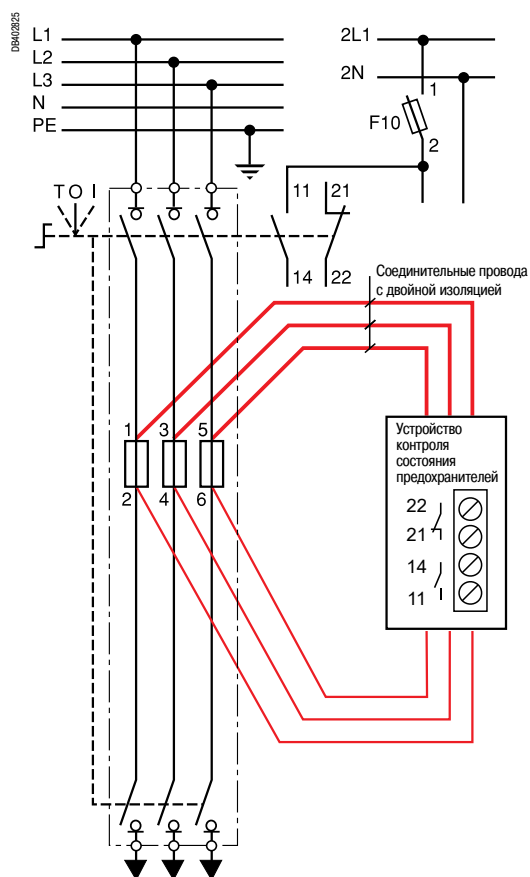 DB402825
L1
L2
L3
N
PE
2L1
2N
1
F10
2
T O I
11 21
14 22
Соединительные провода
с двойной изоляцией
1 3 5
2 4 6
Устройство
контроля
состояния
предохранителей
22
21
14
11